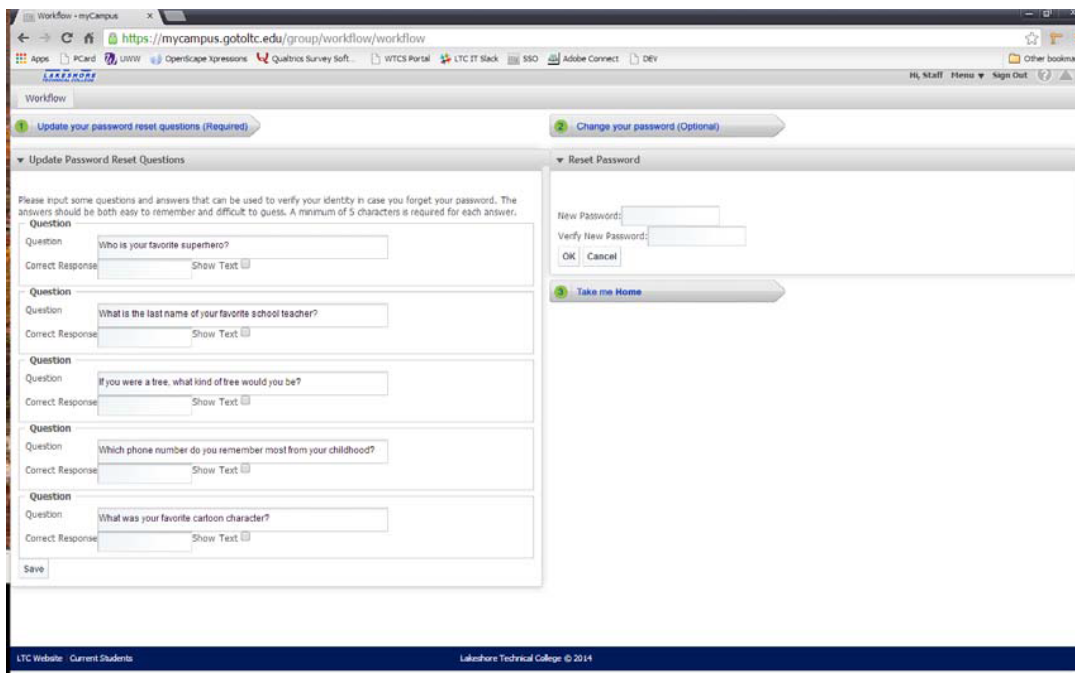 Workflow - myCampus
https://mycampus.gotoltc.edu/group/workflow/workflow
Apps PCard UWW OpenScape Xpressions Qualtrics Survey Soft... WTCS Portal LTC IT Slack SSO Adobe Connect DEV Other bookma
LAKESHORE
TECHNICAL COLLEGE
Hi, Staff Menu Sign Out
Workflow
1 Update your password reset questions (Required)
Update Password Reset Questions
Please input some questions and answers that can be used to verify your identity in case you forget your password. The
answers should be both easy to remember and difficult to guess. A minimum of 5 characters is required for each answer.
Question
Question Who is your favorite superhero?
Correct Response Show Text
Question
Question What is the last name of your favorite school teacher?
Correct Response Show Text
Question
Question If you were a tree, what kind of tree would you be?
Correct Response Show Text
Question
Question Which phone number do you remember most from your childhood?
Correct Response Show Text
Question
Question What was your favorite cartoon character?
Correct Response Show Text
Save
2 Change your password (Optional)
Reset Password
New Password:
Verify New Password:
OK Cancel
3 Take me Home
LTC Website Current Students Lakeshore Technical College © 2014